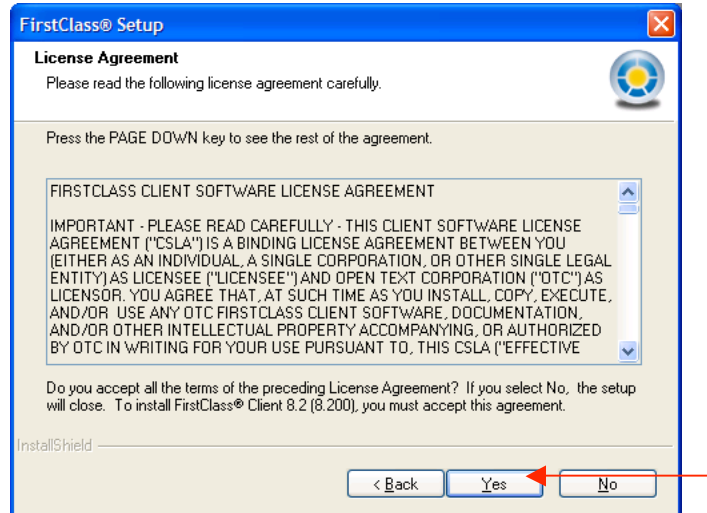 FirstClass® Setup
License Agreement
Please read the following license agreement carefully.
Press the PAGE DOWN key to see the rest of the agreement.
FIRSTCLASS CLIENT SOFTWARE LICENSE AGREEMENT
IMPORTANT - PLEASE READ CAREFULLY - THIS CLIENT SOFTWARE LICENSE
AGREEMENT ("CSLA") IS A BINDING LICENSE AGREEMENT BETWEEN YOU
(EITHER AS AN INDIVIDUAL, A SINGLE CORPORATION, OR OTHER SINGLE LEGAL
ENTITY) AS LICENSEE ("LICENSEE") AND OPEN TEXT CORPORATION ("OTC") AS
LICENSOR. YOU AGREE THAT, AT SUCH TIME AS YOU INSTALL, COPY, EXECUTE,
AND/OR USE ANY OTC FIRSTCLASS CLIENT SOFTWARE, DOCUMENTATION,
AND/OR OTHER INTELLECTUAL PROPERTY ACCOMPANYING, OR AUTHORIZED
BY OTC IN WRITING FOR YOUR USE PURSUANT TO, THIS CSLA ("EFFECTIVE
Do you accept all the terms of the preceding License Agreement? If you select No, the setup
will close. To install FirstClass® Client 8.2 (8.200), you must accept this agreement.
InstallShield
< Back Yes No